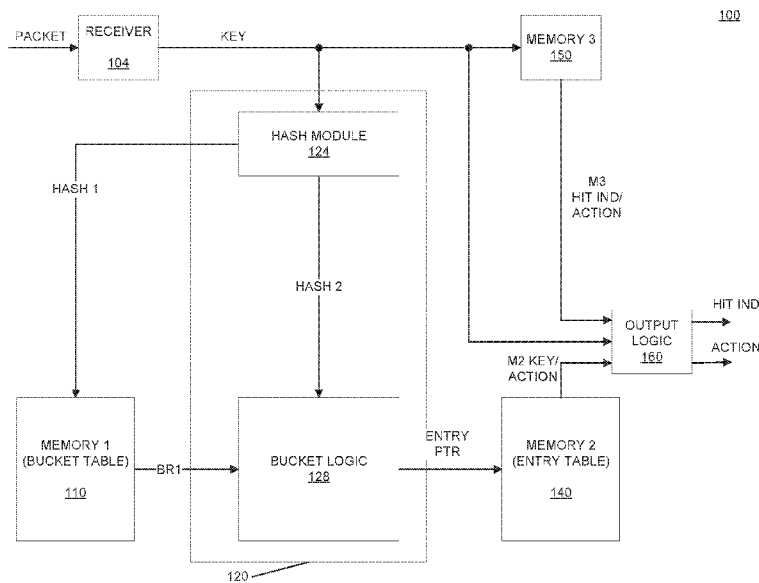 100
PACKET
RECEIVER
104
KEY
MEMORY 3
150
HASH MODULE
124
HASH 1
M3
HIT IND/
ACTION
HASH 2
HIT IND
OUTPUT
LOGIC
160
ACTION
M2 KEY/
ACTION
MEMORY 1
(BUCKET TABLE)
110
BR1
BUCKET LOGIC
128
ENTRY
PTR
MEMORY 2
(ENTRY TABLE)
140
120